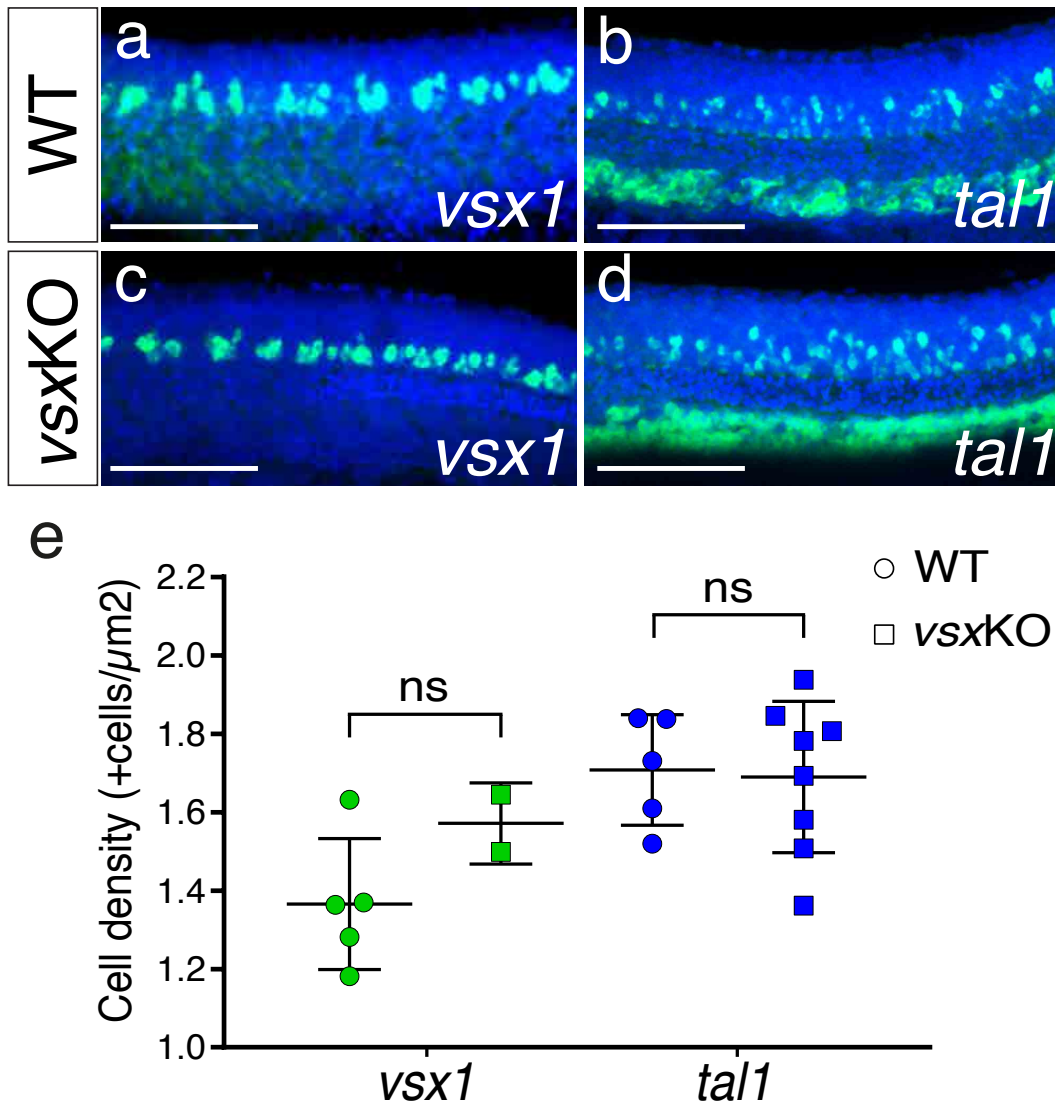 WT
a
vsx1
b
tal1
vsxKO
c
vsx1
d
tal1
e
Cell density (+cells/µm2)
2.2
2.0
1.8
1.6
1.4
1.2
1.0
ns
ns
WT
vsxKO
vsx1
tal1